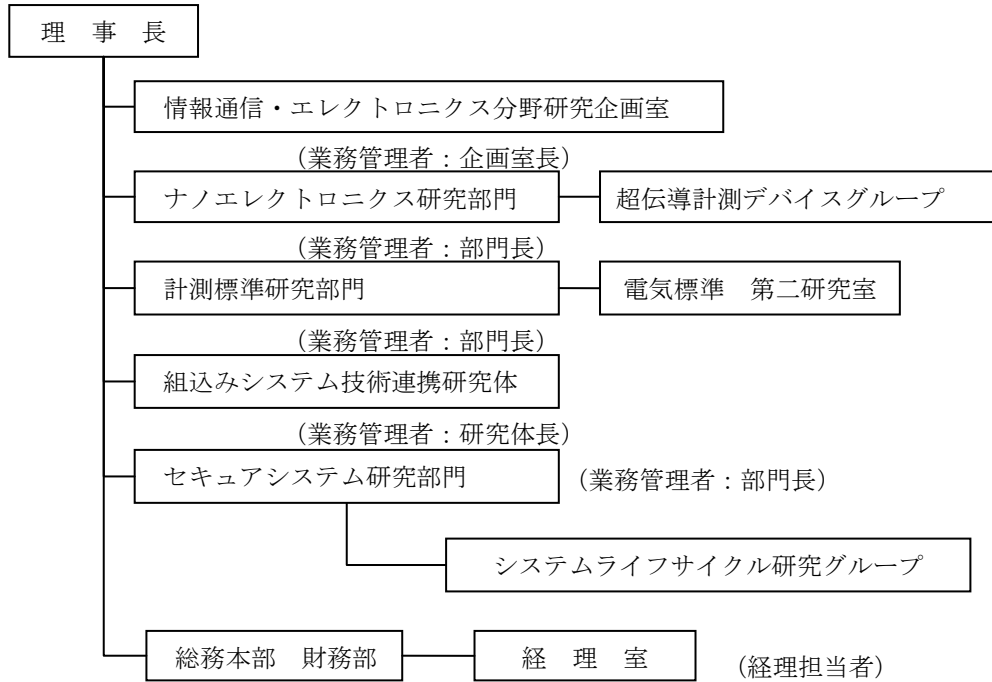 理　事　長
情報通信・エレクトロニクス分野研究企画室
（業務管理者：企画室長）
ナノエレクトロニクス研究部門　超伝導計測デバイスグループ
（業務管理者：部門長）
計測標準研究部門　電気標準　第二研究室
（業務管理者：部門長）
組込みシステム技術連携研究体
（業務管理者：研究体長）
セキュアシステム研究部門　（業務管理者：部門長）
システムライフサイクル研究グループ
総務本部　財務部　経　理　室　（経理担当者）